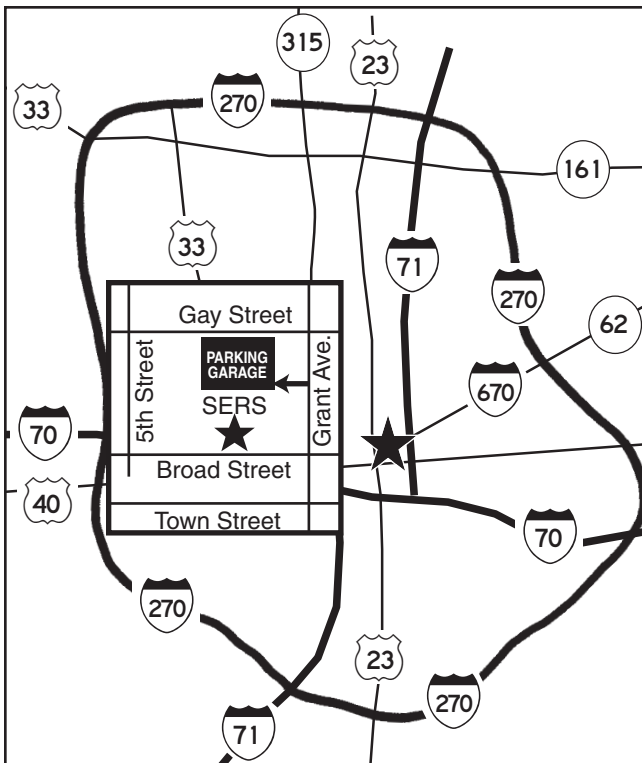 315
23
33
270
161
33
71
270
62
Gay Street
5th Street
PARKING
GARAGE
Grant Ave.
SERS
670
70
Broad Street
40
Town Street
70
270
23
270
71